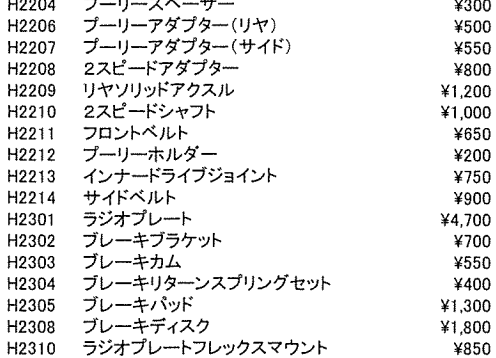 H2204 プーリースペーサー ¥300
H2206 プーリーアダプター(リヤ) ¥500
H2207 プーリーアダプター(サイド) ¥550
H2208 2スピードアダプター ¥800
H2209 リヤソリッドアクスル ¥1,200
H2210 2スピードシャフト ¥1,000
H2211 フロントベルト ¥650
H2212 プーリーホルダー ¥200
H2213 インナードライブジョイント ¥750
H2214 サイドベルト ¥900
H2301 ラジオプレート ¥4,700
H2302 ブレーキブラケット ¥700
H2303 ブレーキカム ¥550
H2304 ブレーキリターンスプリングセット ¥400
H2305 ブレーキパッド ¥1,300
H2308 ブレーキディスク ¥1,800
H2310 ラジオプレートフレックスマウント ¥850